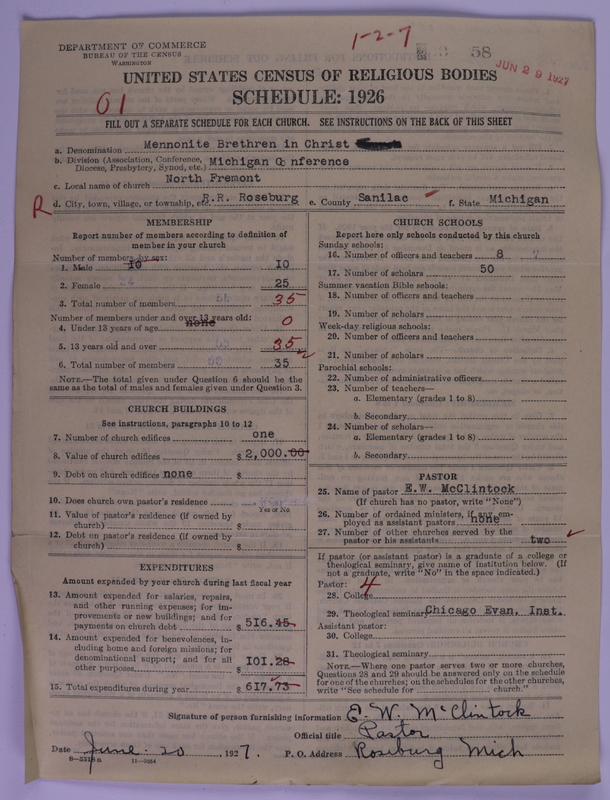 DEPARTMENT OF COMMERCE
BUREAU OF THE CENSUS
WASHINGTON
1-2-7
58
JUN 29 1927
UNITED STATES CENSUS OF RELIGIOUS BODIES
01
SCHEDULE: 1926
FILL OUT A SEPARATE SCHEDULE FOR EACH CHURCH. SEE INSTRUCTIONS ON THE BACK OF THIS SHEET
a. Denomination Mennonite Brethren in Christ
b. Division (Association, Conference, Diocese, Presbytery, Synod, etc.) Michigan Conference
c. Local name of church North Fremont
R
d. City, town, village, or township, etc. R.R. Roseburg e. County Sanilac f. State Michigan
MEMBERSHIP
Report number of members according to definition of
member in your church
Number of members by sex:
1. Male 10 10
2. Female 25
3. Total number of members 35
Number of members under and over 13 years old:
4. Under 13 years of age none 0
5. 13 years old and over 35
6. Total number of members 35
NOTE.—The total given under Question 6 should be
same as the total of males and females given under Question 3.
CHURCH BUILDINGS
See instructions, paragraphs 10 to 12
7. Number of church edifices one
8. Value of church edifices $ 2,000.00
9. Debt on church edifices none $
10. Does church own pastor's residence
Yes or No
11. Value of pastor's residence (if owned by
church) $
12. Debt on pastor's residence (if owned by
church) $
EXPENDITURES
Amount expended by your church during last fiscal year
13. Amount expended for salaries, repairs,
and other running expenses; for im-
provements or new buildings; and for
payments on church debt $ 516.45
14. Amount expended for benevolences, in-
cluding home and foreign missions; for
denominational support; and for all
other purposes $ 101.28
15. Total expenditures during year $ 617.73
CHURCH SCHOOLS
Report here only schools conducted by this church
Sunday schools:
16. Number of officers and teachers 8
17. Number of scholars 50
Summer vacation Bible schools:
18. Number of officers and teachers
19. Number of scholars
Week-day religious schools:
20. Number of officers and teachers
21. Number of scholars
Parochial schools:
22. Number of administrative officers
23. Number of teachers—
a. Elementary (grades 1 to 8)
b. Secondary
24. Number of scholars—
a. Elementary (grades 1 to 8)
b. Secondary
PASTOR
25. Name of pastor E.W. McClintock
(If church has no pastor, write "None")
26. Number of ordained ministers, if any, em-
ployed as assistant pastors none
27. Number of other churches served by the
pastor or his assistants two
If pastor (or assistant pastor) is a graduate of a college or
theological seminary, give name of institution below. (If
not a graduate, write "No" in the space indicated.)
Pastor: 4
28. College
29. Theological seminary Chicago Evan. Inst.
Assistant pastor:
30. College
31. Theological seminary
NOTE.—Where one pastor serves two or more churches,
Questions 28 and 29 should be answered only on the schedule
for one of the churches; on the schedules for the other churches,
write "See schedule for church."
Signature of person furnishing information E. W. McClintock
Official title Pastor
Date June 20, 1927. P. O. Address Roseburg Mich
8—5518a 11—9864